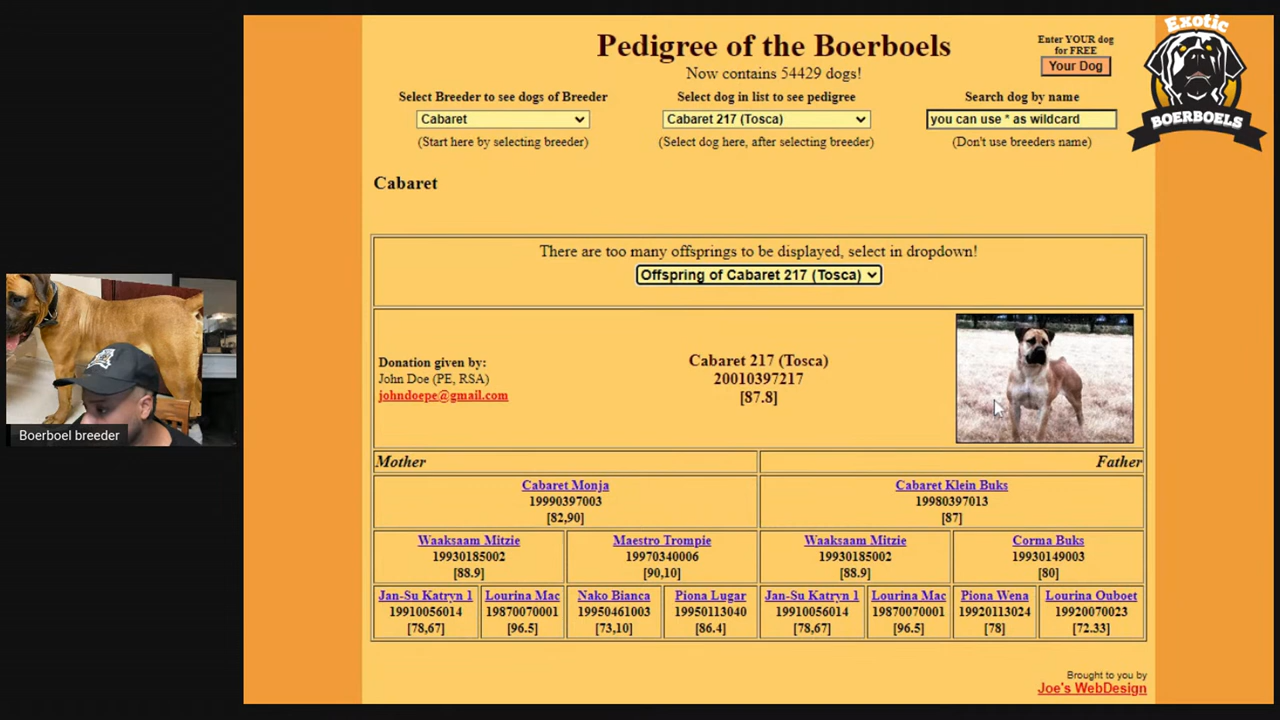 Pedigree of the Boerboels
Now contains 54429 dogs!
Enter YOUR dog
for FREE
Your Dog
Exotic
BOERBOELS
Select Breeder to see dogs of Breeder
Cabaret
(Start here by selecting breeder)
Select dog in list to see pedigree
Cabaret 217 (Tosca)
(Select dog here, after selecting breeder)
Search dog by name
you can use * as wildcard
(Don't use breeders name)
Cabaret
There are too many offsprings to be displayed, select in dropdown!
Offspring of Cabaret 217 (Tosca)
Donation given by:
John Doe (PE, RSA)
johndoepe@gmail.com
Cabaret 217 (Tosca)
20010397217
[87.8]
Boerboel breeder
Mother Father
Cabaret Monja
19990397003
[82,90]
Cabaret Klein Buks
19980397013
[87]
Waaksaam Mitzie
19930185002
[88.9]
Maestro Trompie
19970340006
[90,10]
Waaksaam Mitzie
19930185002
[88.9]
Corma Buks
19930149003
[80]
Jan-Su Katryn 1
19910056014
[78,67]
Lourina Mac
19870070001
[96.5]
Nako Bianca
19950461003
[73,10]
Piona Lugar
19950113040
[86.4]
Jan-Su Katryn 1
19910056014
[78,67]
Lourina Mac
19870070001
[96.5]
Piona Wena
19920113024
[78]
Lourina Ouboet
19920070023
[72.33]
Brought to you by
Joe's WebDesign